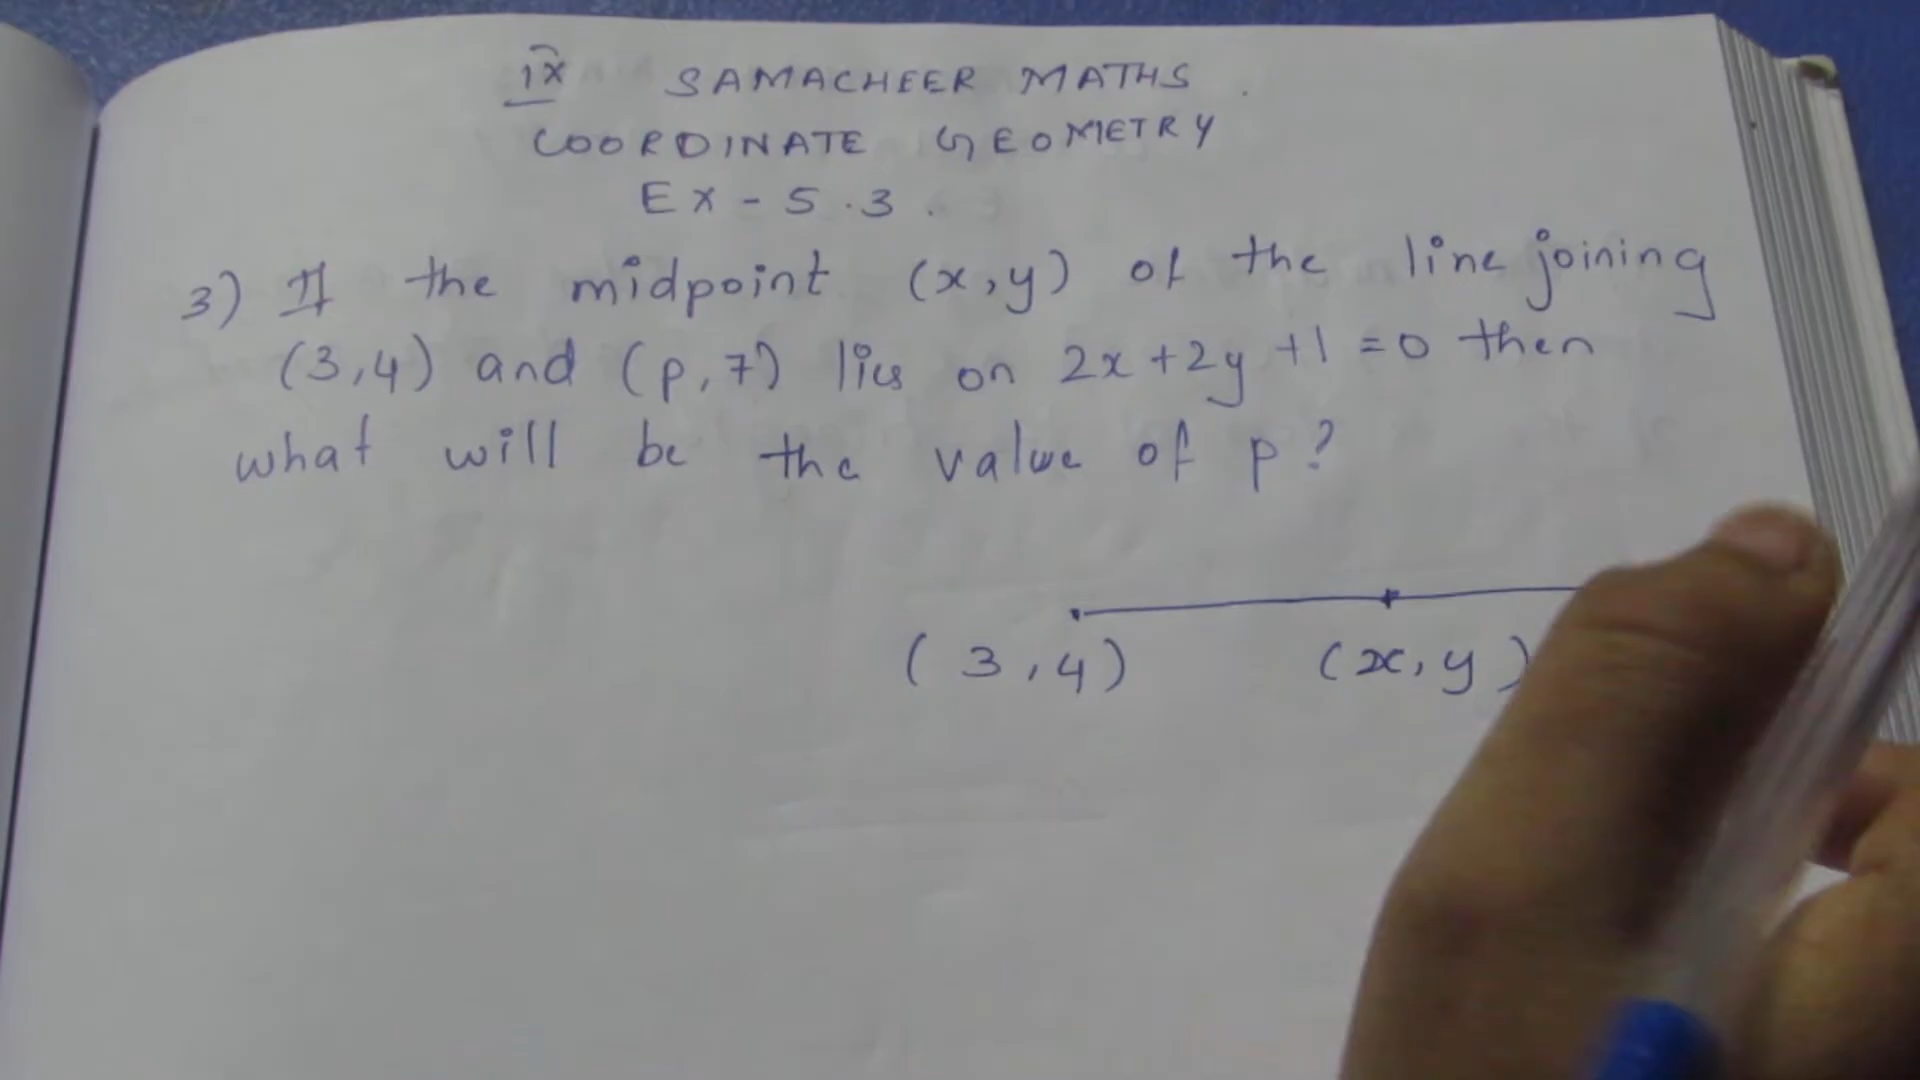 IX SAMACHEER MATHS.
COORDINATE GEOMETRY
EX - 5.3.
3) If the midpoint (x,y) of the line joining
(3,4) and (p,7) lies on 2x+2y+1=0 then
what will be the value of p?
(3,4) (x,y)